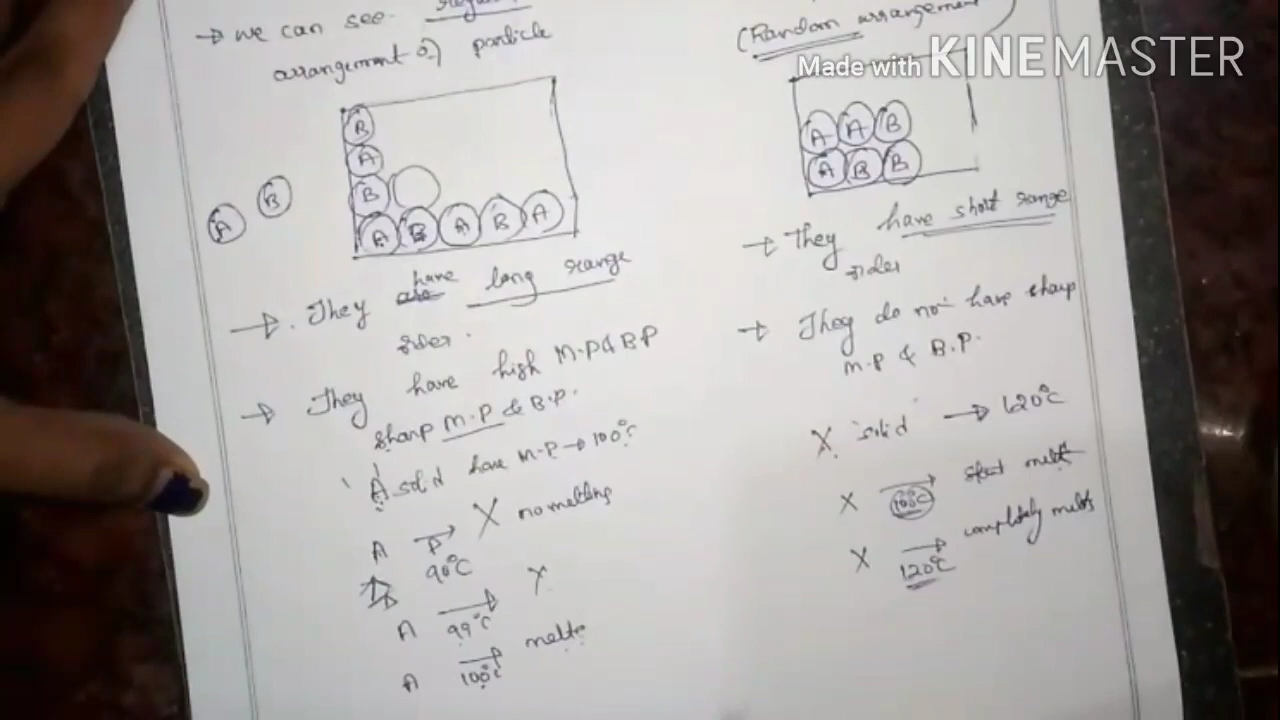 → we can see regular
arrangement of particle
B
A
B
A B
A B A B A
→ They have long range
order.
→ They have high M.P & B.P
sharp M.P & B.P.
A solid have M.P → 100°C
A → X no melting
90°C
A → X
99°C
A → melts
100°C
(Random arrangement)
Made with KINEMASTER
A A B
A B B
→ They have short range
order
→ They do not have sharp
m.p & B.P.
X solid → 120°C
X → start melt
100°C
X → completely melts
120°C